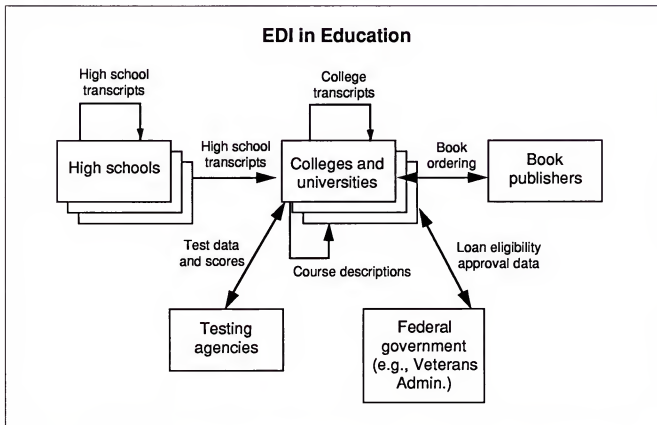 EDI in Education
High school
transcripts
College
transcripts
High schools
High school
transcripts
Colleges and
universities
Book
ordering
Book
publishers
Test data
and scores
Course descriptions
Loan eligibility
approval data
Testing
agencies
Federal
government
(e.g., Veterans
Admin.)